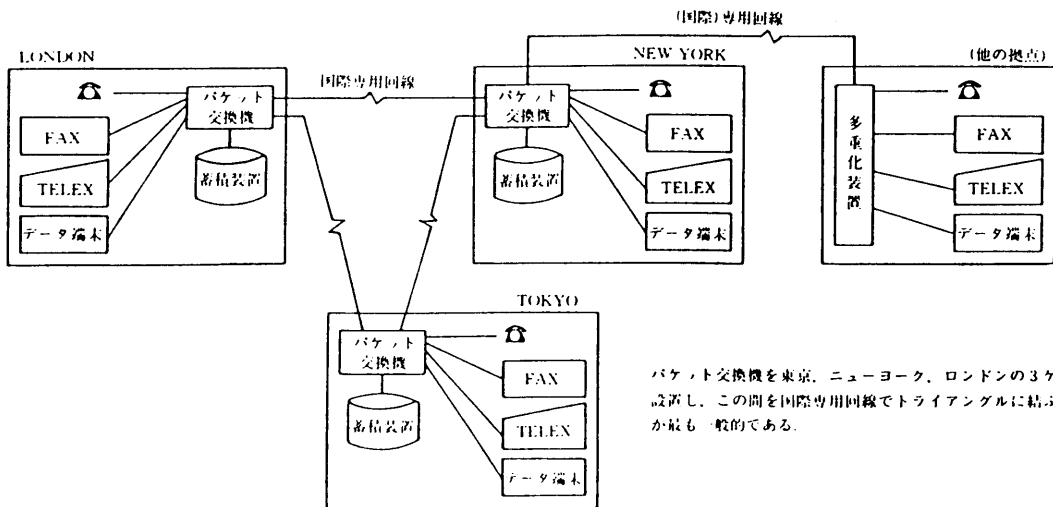 (国際)専用回線
LONDON
NEW YORK
(他の拠点)
国際専用回線
パケット
交換機
FAX
TELEX
データ端末
蓄積装置
パケット
交換機
蓄積装置
FAX
TELEX
データ端末
多重化装置
FAX
TELEX
データ端末
TOKYO
パケット
交換機
蓄積装置
FAX
TELEX
データ端末
パケット交換機を東京，ニューヨーク，ロンドンの3ケ
設置し，この間を国際専用回線でトライアングルに結ぶ
が最も一般的である．